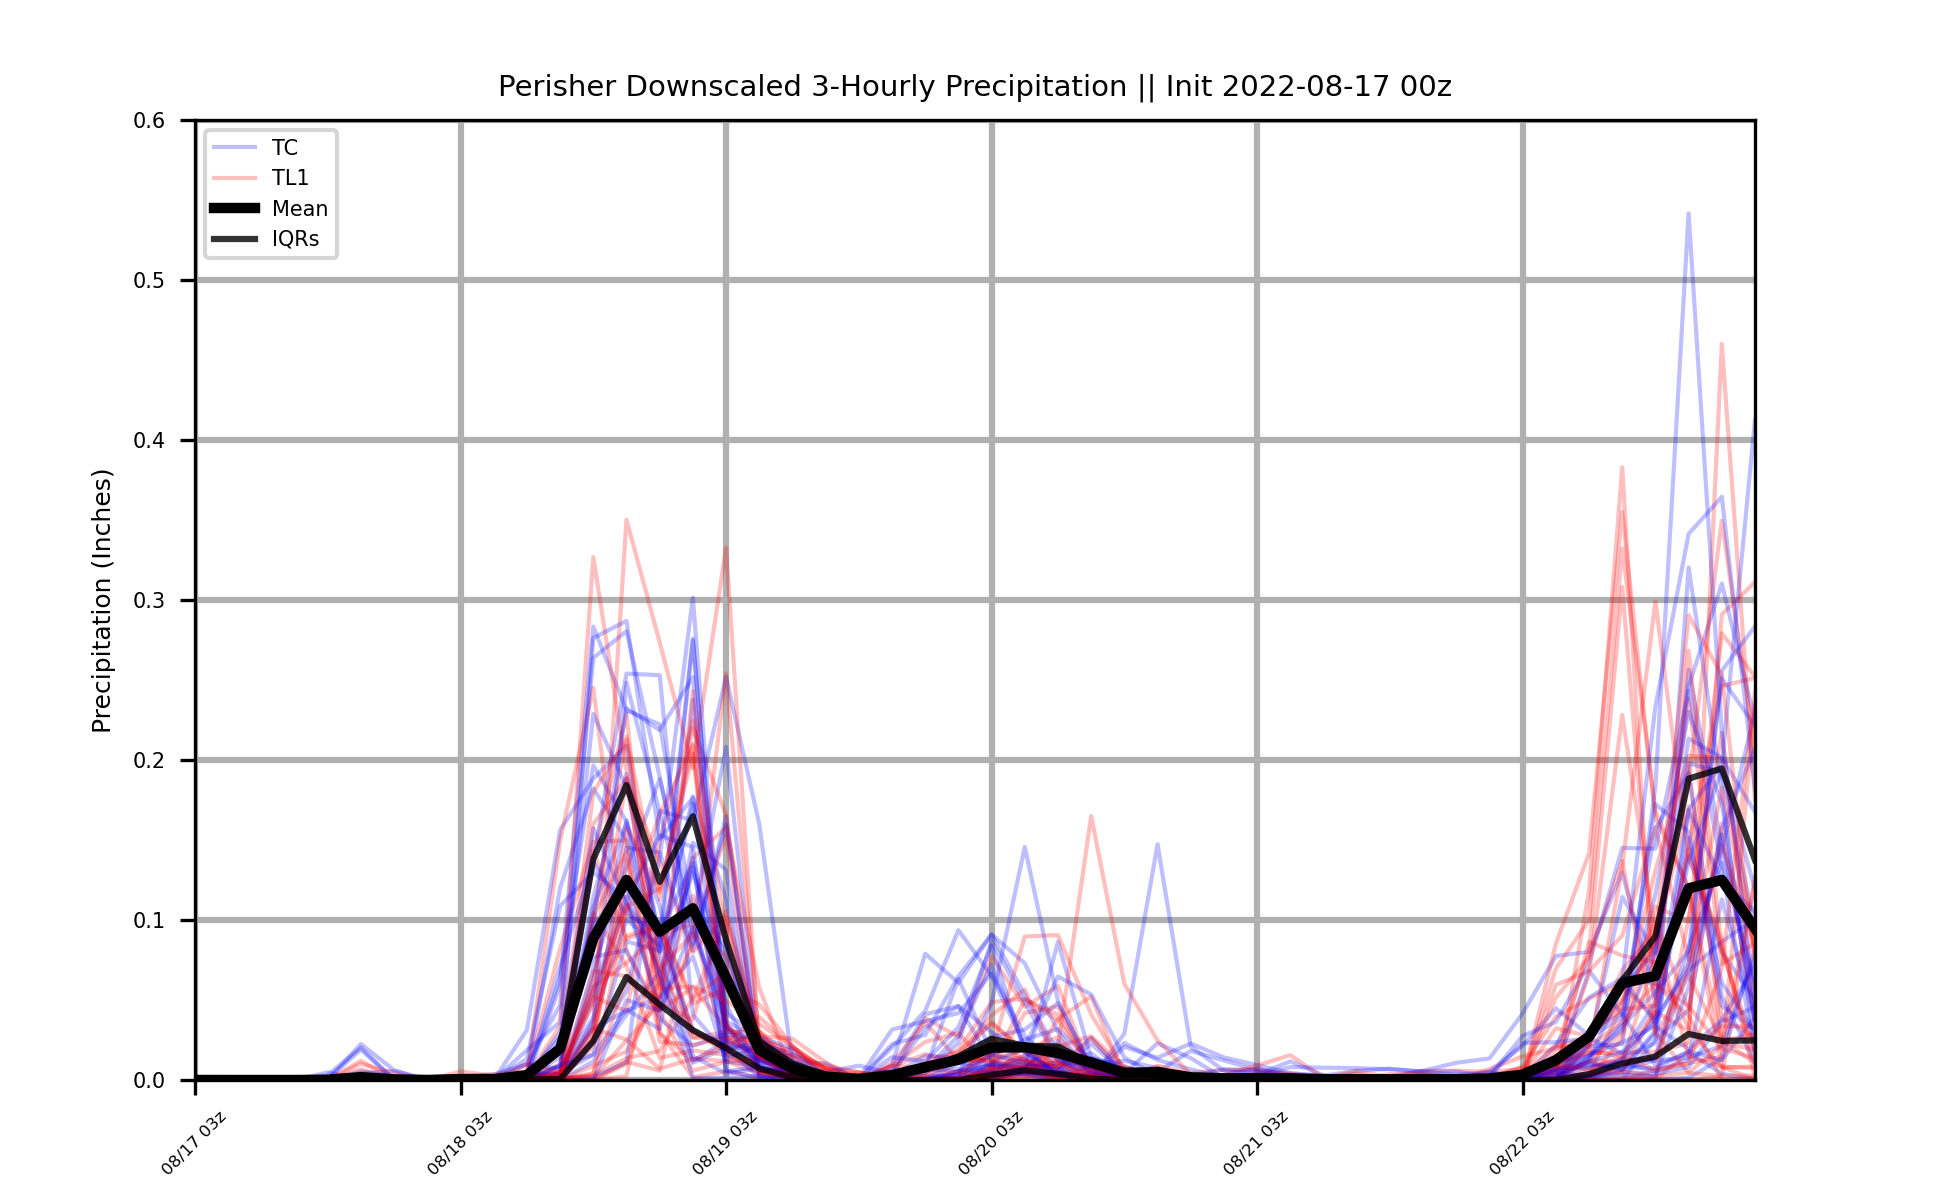 Perisher Downscaled 3-Hourly Precipitation || Init 2022-08-17 00z
TC
TL1
Mean
IQRs
Precipitation (Inches)
0.6
0.5
0.4
0.3
0.2
0.1
0.0
08/17 03z
08/18 03z
08/19 03z
08/20 03z
08/21 03z
08/22 03z